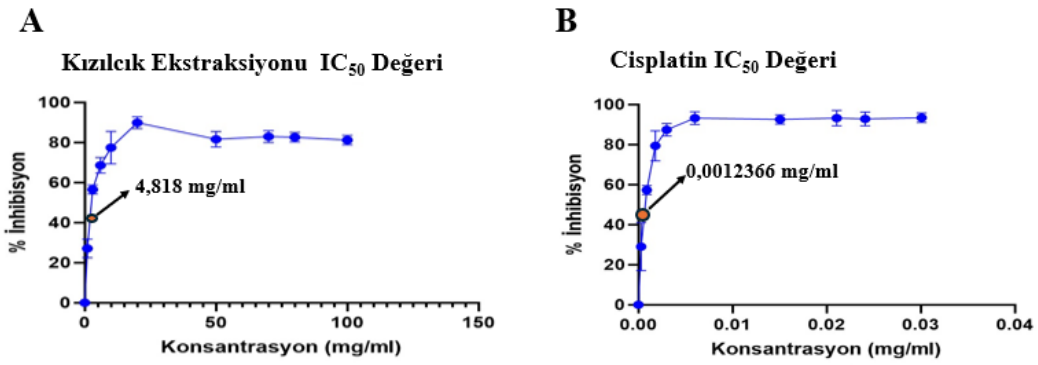 A
Kızılcık Ekstraksiyonu IC50 Değeri
100
80
60
40
20
0
% İnhibisyon
4,818 mg/ml
0
50
100
150
Konsantrasyon (mg/ml)
B
Cisplatin IC50 Değeri
100
80
60
40
20
0
% İnhibisyon
0,0012366 mg/ml
0.00
0.01
0.02
0.03
0.04
Konsantrasyon (mg/ml)